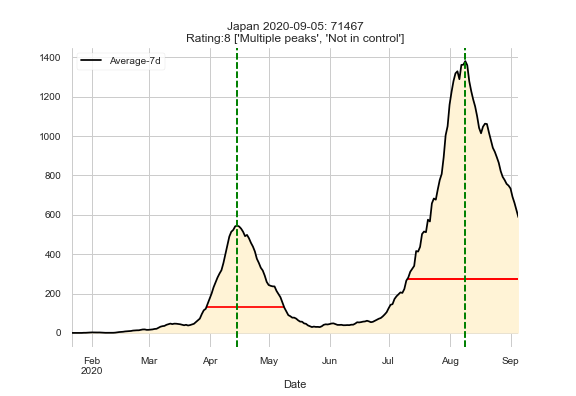 Japan 2020-09-05: 71467
Rating:8 ['Multiple peaks', 'Not in control']
Average-7d
1400
1200
1000
800
600
400
200
0
Feb
2020
Mar
Apr
May
Jun
Jul
Aug
Sep
Date